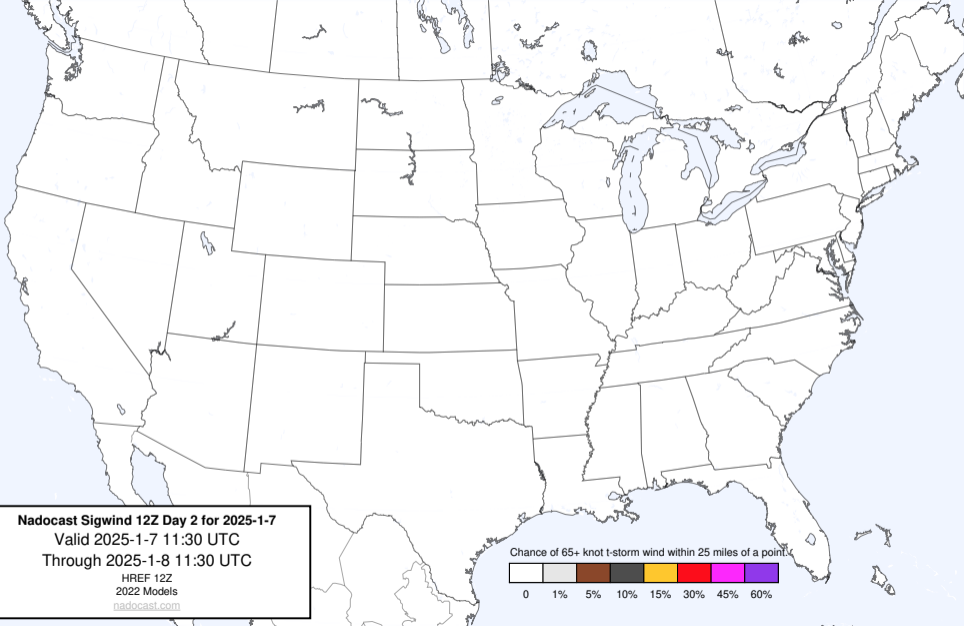 Nadocast Sigwind 12Z Day 2 for 2025-1-7
Valid 2025-1-7 11:30 UTC
Through 2025-1-8 11:30 UTC
HREF 12Z
2022 Models
nadocast.com
Chance of 65+ knot t-storm wind within 25 miles of a point.
0 1% 5% 10% 15% 30% 45% 60%